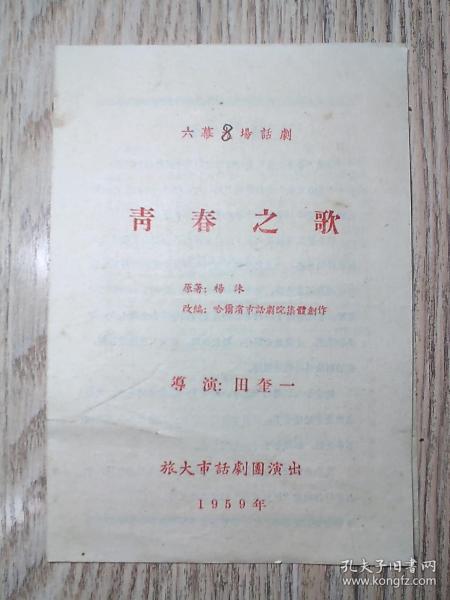 六幕8場話劇
青春之歌
原著：楊沬
改編：哈爾濱市話劇院集體創作
導演：田奎一
旅大市話劇團演出
1959年
孔夫子旧书网
www.kongfz.com